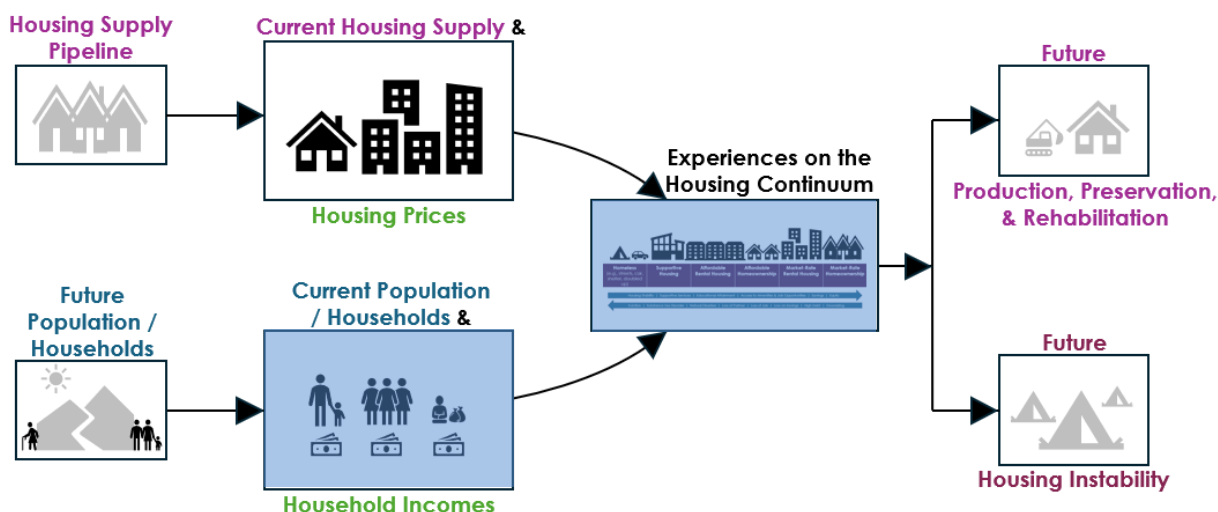 Housing Supply
Pipeline
Current Housing Supply &
Housing Prices
Future
Population /
Households
Current Population
/ Households &
Household Incomes
Experiences on the
Housing Continuum
Homeless
Supportive
Housing
Affordable
Rental Housing
Affordable
Homeownership
Market Rate
Rental Housing
Market Rate
Homeownership
Future
Production, Preservation,
& Rehabilitation
Future
Housing Instability